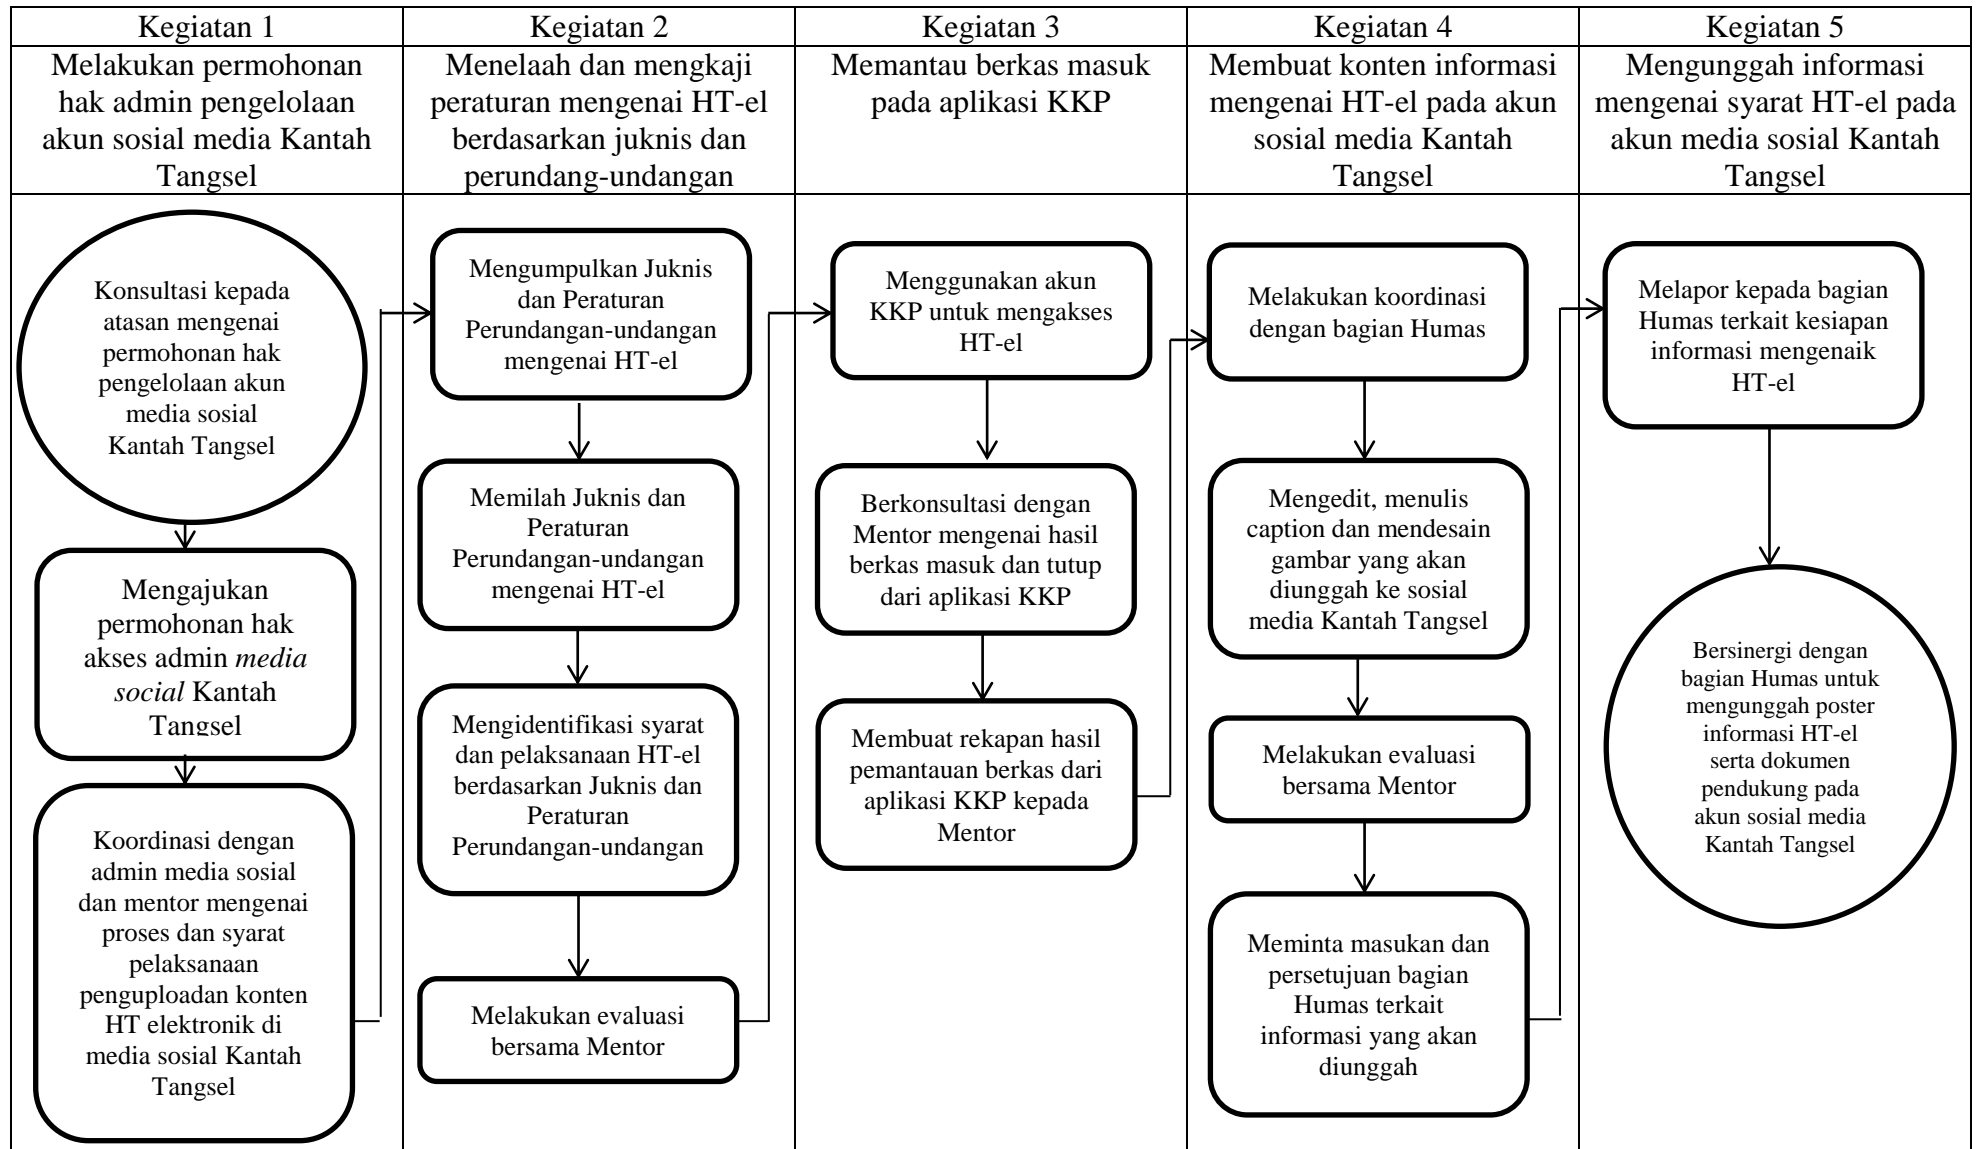 Kegiatan 1
Melakukan permohonan
hak admin pengelolaan
akun sosial media Kantah
Tangsel
Konsultasi kepada
atasan mengenai
permohonan hak
pengelolaan akun
media sosial
Kantah Tangsel
Mengajukan
permohonan hak
akses admin media
social Kantah
Tangsel
Koordinasi dengan
admin media sosial
dan mentor mengenai
proses dan syarat
pelaksanaan
penguploadan konten
HT elektronik di
media sosial Kantah
Tangsel
Kegiatan 2
Menelaah dan mengkaji
peraturan mengenai HT-el
berdasarkan juknis dan
perundang-undangan
Mengumpulkan Juknis
dan Peraturan
Perundangan-undangan
mengenai HT-el
Memilah Juknis dan
Peraturan
Perundangan-undangan
mengenai HT-el
Mengidentifikasi syarat
dan pelaksanaan HT-el
berdasarkan Juknis dan
Peraturan
Perundangan-undangan
Melakukan evaluasi
bersama Mentor
Kegiatan 3
Memantau berkas masuk
pada aplikasi KKP
Menggunakan akun
KKP untuk mengakses
HT-el
Berkonsultasi dengan
Mentor mengenai hasil
berkas masuk dan tutup
dari aplikasi KKP
Membuat rekapan hasil
pemantauan berkas dari
aplikasi KKP kepada
Mentor
Kegiatan 4
Membuat konten informasi
mengenai HT-el pada akun
sosial media Kantah
Tangsel
Melakukan koordinasi
dengan bagian Humas
Mengedit, menulis
caption dan mendesain
gambar yang akan
diunggah ke sosial
media Kantah Tangsel
Melakukan evaluasi
bersama Mentor
Meminta masukan dan
persetujuan bagian
Humas terkait
informasi yang akan
diunggah
Kegiatan 5
Mengunggah informasi
mengenai syarat HT-el pada
akun media sosial Kantah
Tangsel
Melapor kepada bagian
Humas terkait kesiapan
informasi mengenaik
HT-el
Bersinergi dengan
bagian Humas untuk
mengunggah poster
informasi HT-el
serta dokumen
pendukung pada
akun sosial media
Kantah Tangsel